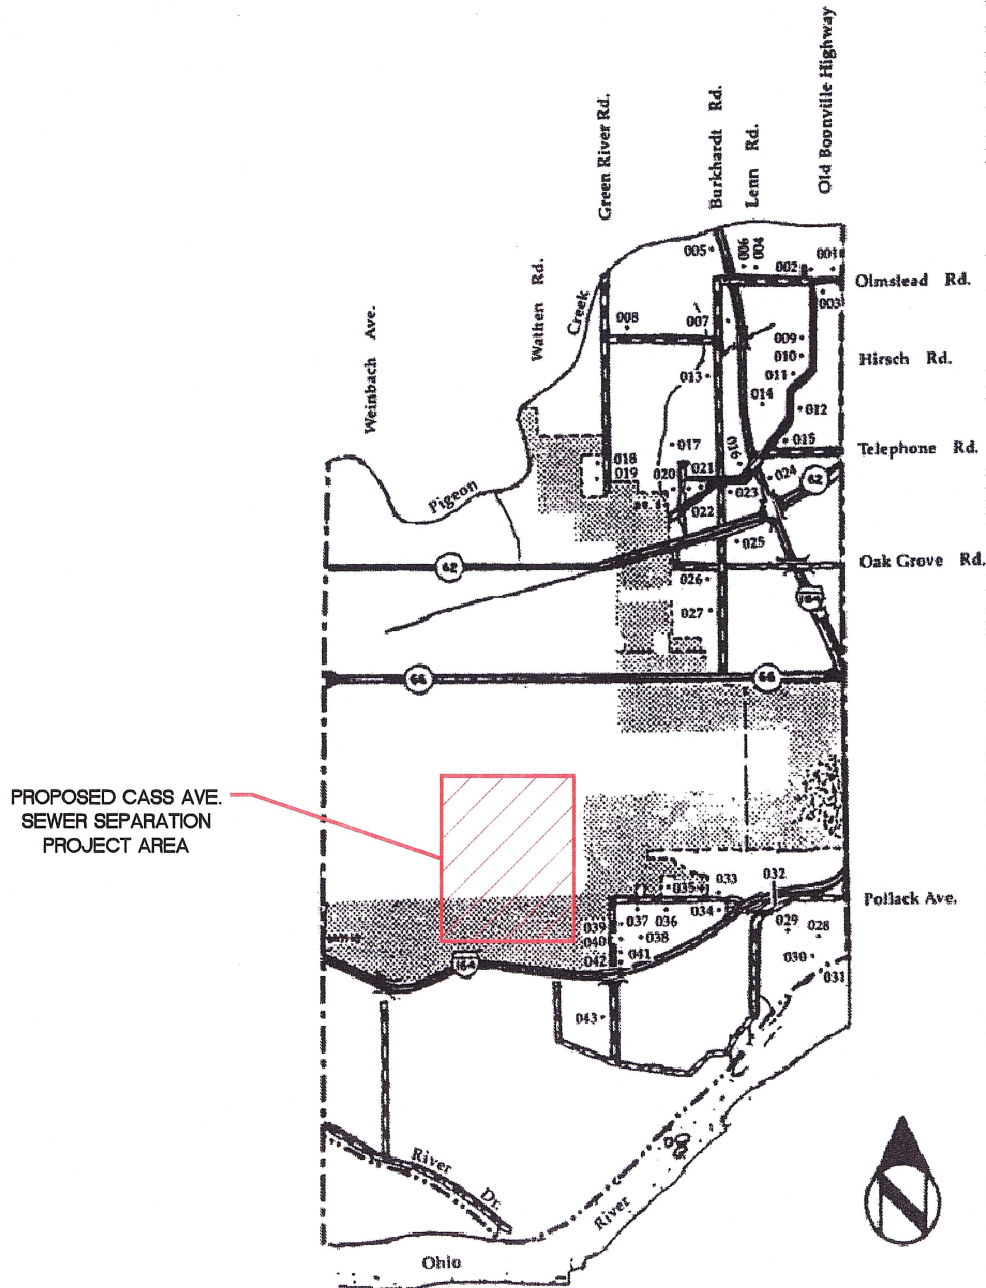 Old Boonville Highway
Burkhardt Rd.
Lenn Rd.
Green River Rd.
Wathen Rd.
Creek
Weinbach Ave.
005
006
004
002
001
Olmstead Rd.
003
008
007
009
010
Hirsch Rd.
011
013
014
012
015
017
016
Telephone Rd.
018
019
020
021
024
62
Pigeon
023
022
025
62
Oak Grove Rd.
026
027
66
66
PROPOSED CASS AVE.
SEWER SEPARATION
PROJECT AREA
032
033
035
Pollack Ave.
034
037
036
029
028
039
040
038
041
042
030
031
164
043
River
Dr.
River
Ohio
N